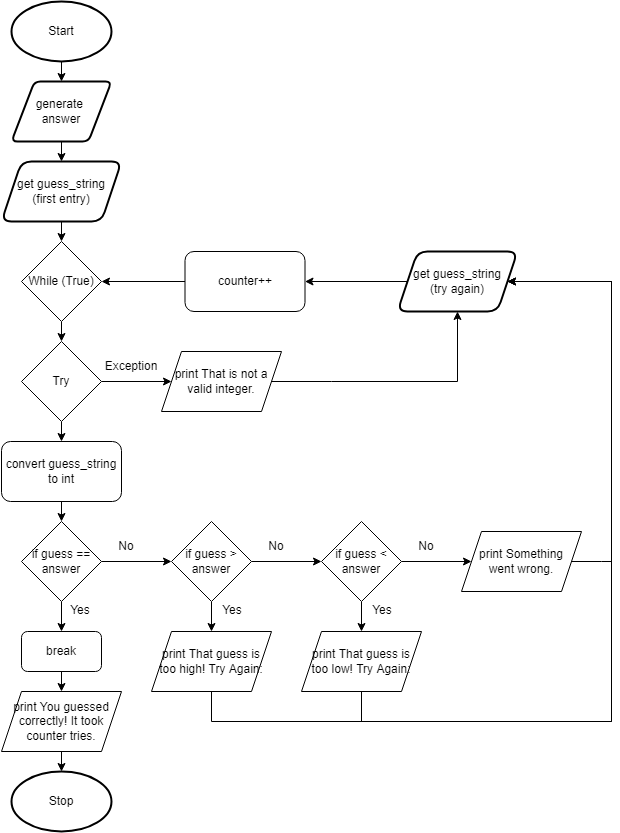 Start
generate
answer
get guess_string
(first entry)
While (True)
counter++
get guess_string
(try again)
Try
Exception
print That is not a
valid integer.
convert guess_string
to int
if guess ==
answer
No
if guess >
answer
No
if guess <
answer
No
print Something
went wrong.
Yes
Yes
Yes
break
print That guess is
too high! Try Again.
print That guess is
too low! Try Again.
print You guessed
correctly! It took
counter tries.
Stop